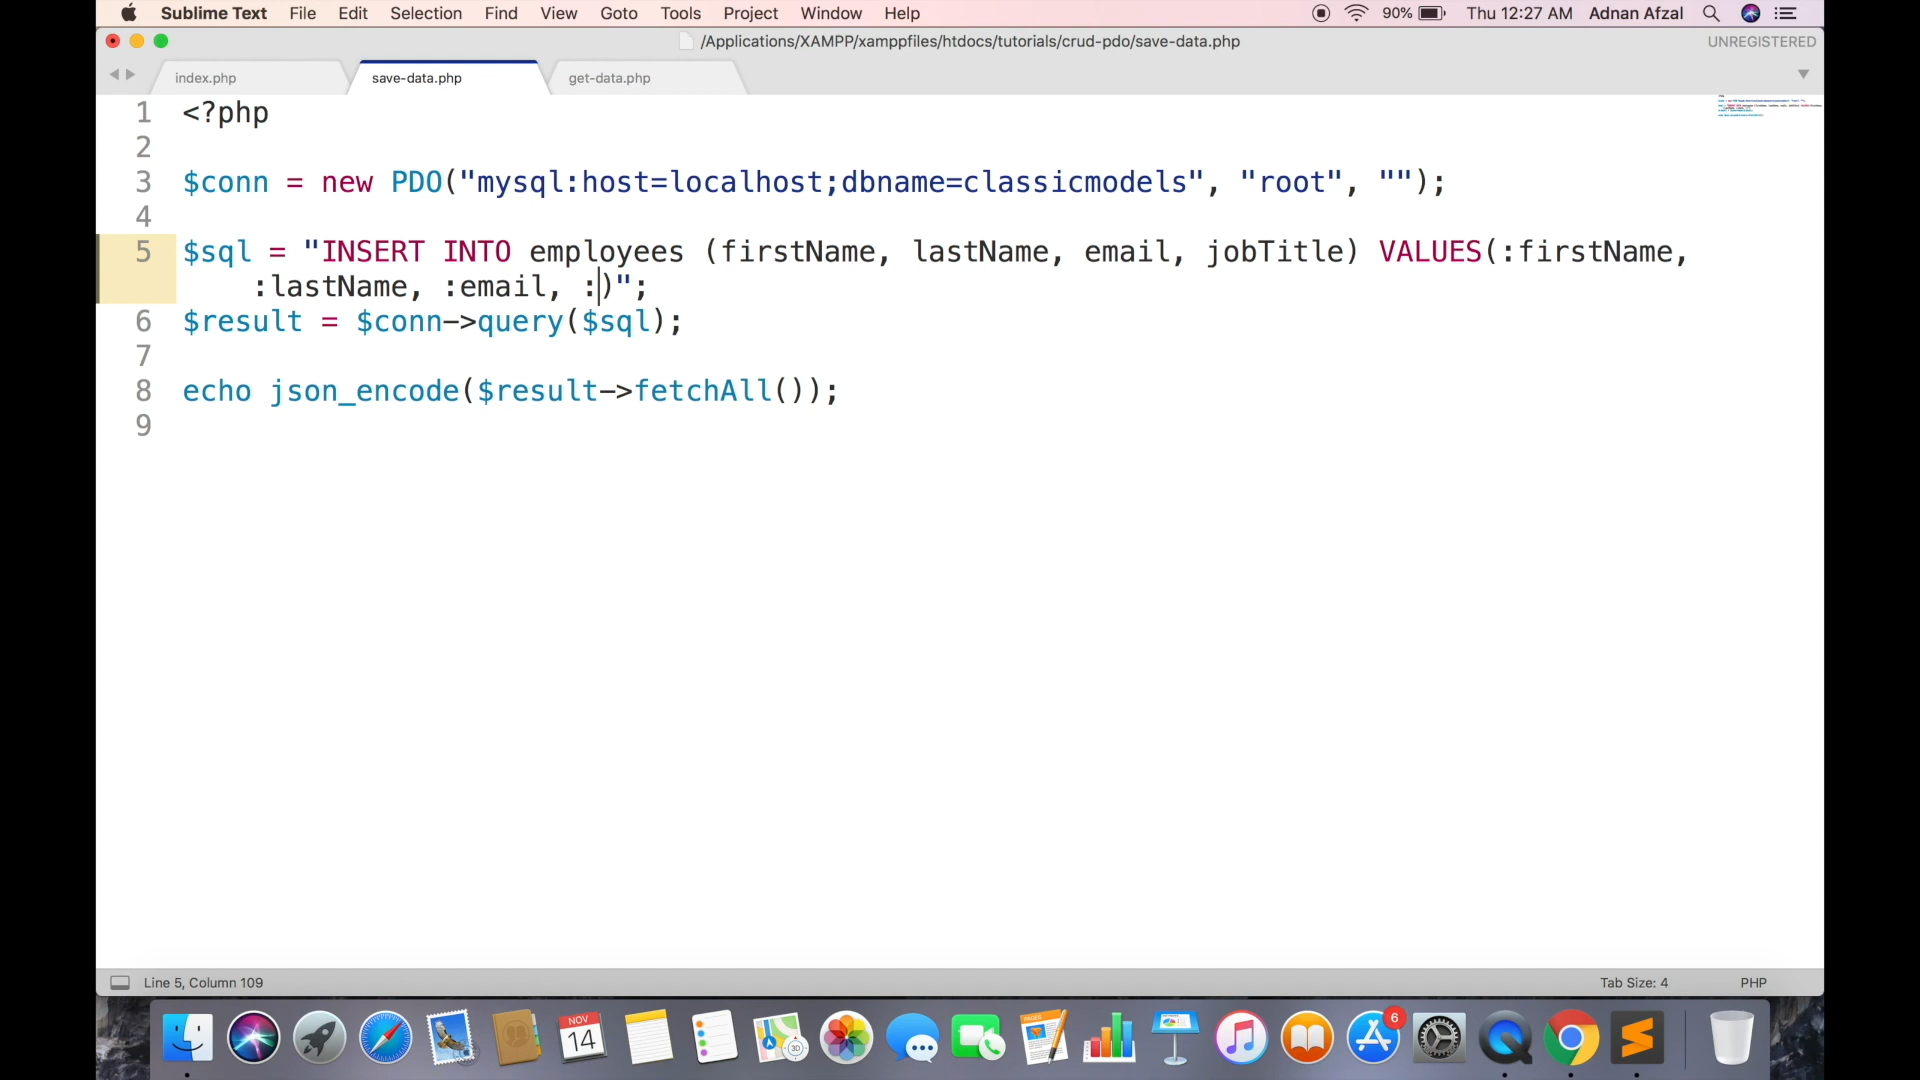 Sublime Text File Edit Selection Find View Goto Tools Project Window Help 90% Thu 12:27 AM Adnan Afzal
/Applications/XAMPP/xamppfiles/htdocs/tutorials/crud-pdo/save-data.php UNREGISTERED
index.php save-data.php get-data.php
1 <?php
2
3 $conn = new PDO("mysql:host=localhost;dbname=classicmodels", "root", "");
4
5 $sql = "INSERT INTO employees (firstName, lastName, email, jobTitle) VALUES(:firstName,
:lastName, :email, :)";
6 $result = $conn->query($sql);
7
8 echo json_encode($result->fetchAll());
9
Line 5, Column 109 Tab Size: 4 PHP
NOV
14
30
PAGES
6